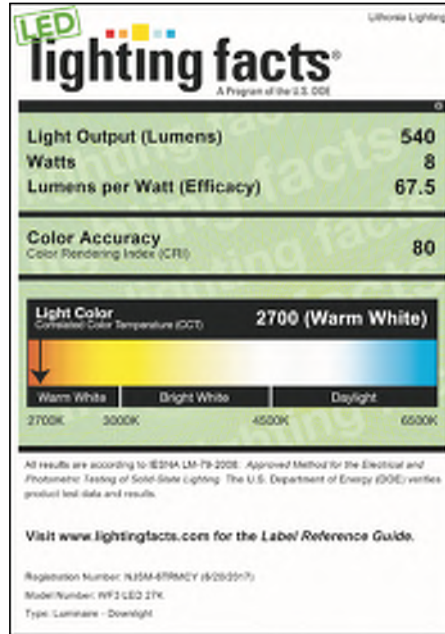 LED
Lithonia Lighting
lighting facts®
A Program of the U.S. DOE
Light Output (Lumens) 540
Watts 8
Lumens per Watt (Efficacy) 67.5
Color Accuracy
Color Rendering Index (CRI) 80
Light Color
Correlated Color Temperature (CCT) 2700 (Warm White)
Warm White Bright White Daylight
2700K 3000K 4500K 6500K
All results are according to IESNA LM-79-2008: Approved Method for the Electrical and
Photometric Testing of Solid-State Lighting. The U.S. Department of Energy (DOE) verifies
product test data and results.
Visit www.lightingfacts.com for the Label Reference Guide.
Registration Number: (6/20/2017)
Model Number: WF3 LED 27K
Type: Luminaire - Downlight